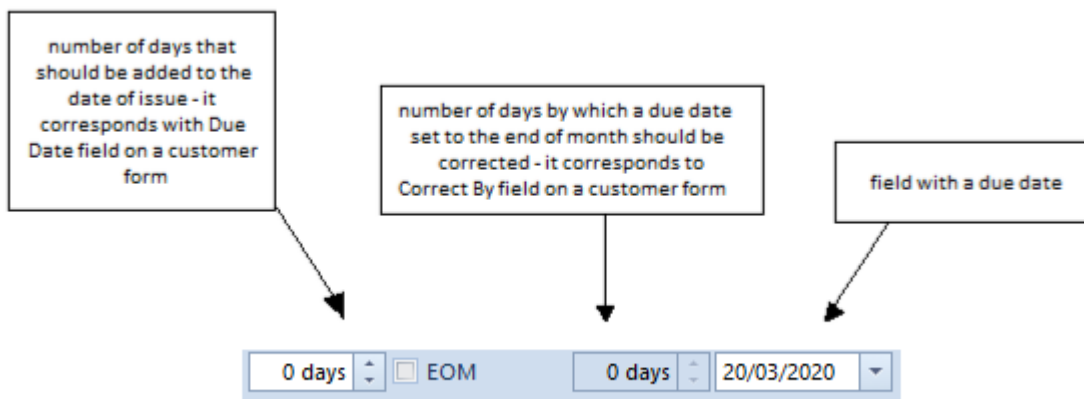 number of days that
should be added to the
date of issue - it
corresponds with Due
Date field on a customer
form
number of days by which a due date
set to the end of month should be
corrected - it corresponds to
Correct By field on a customer form
field with a due date
0 days EOM 0 days 20/03/2020